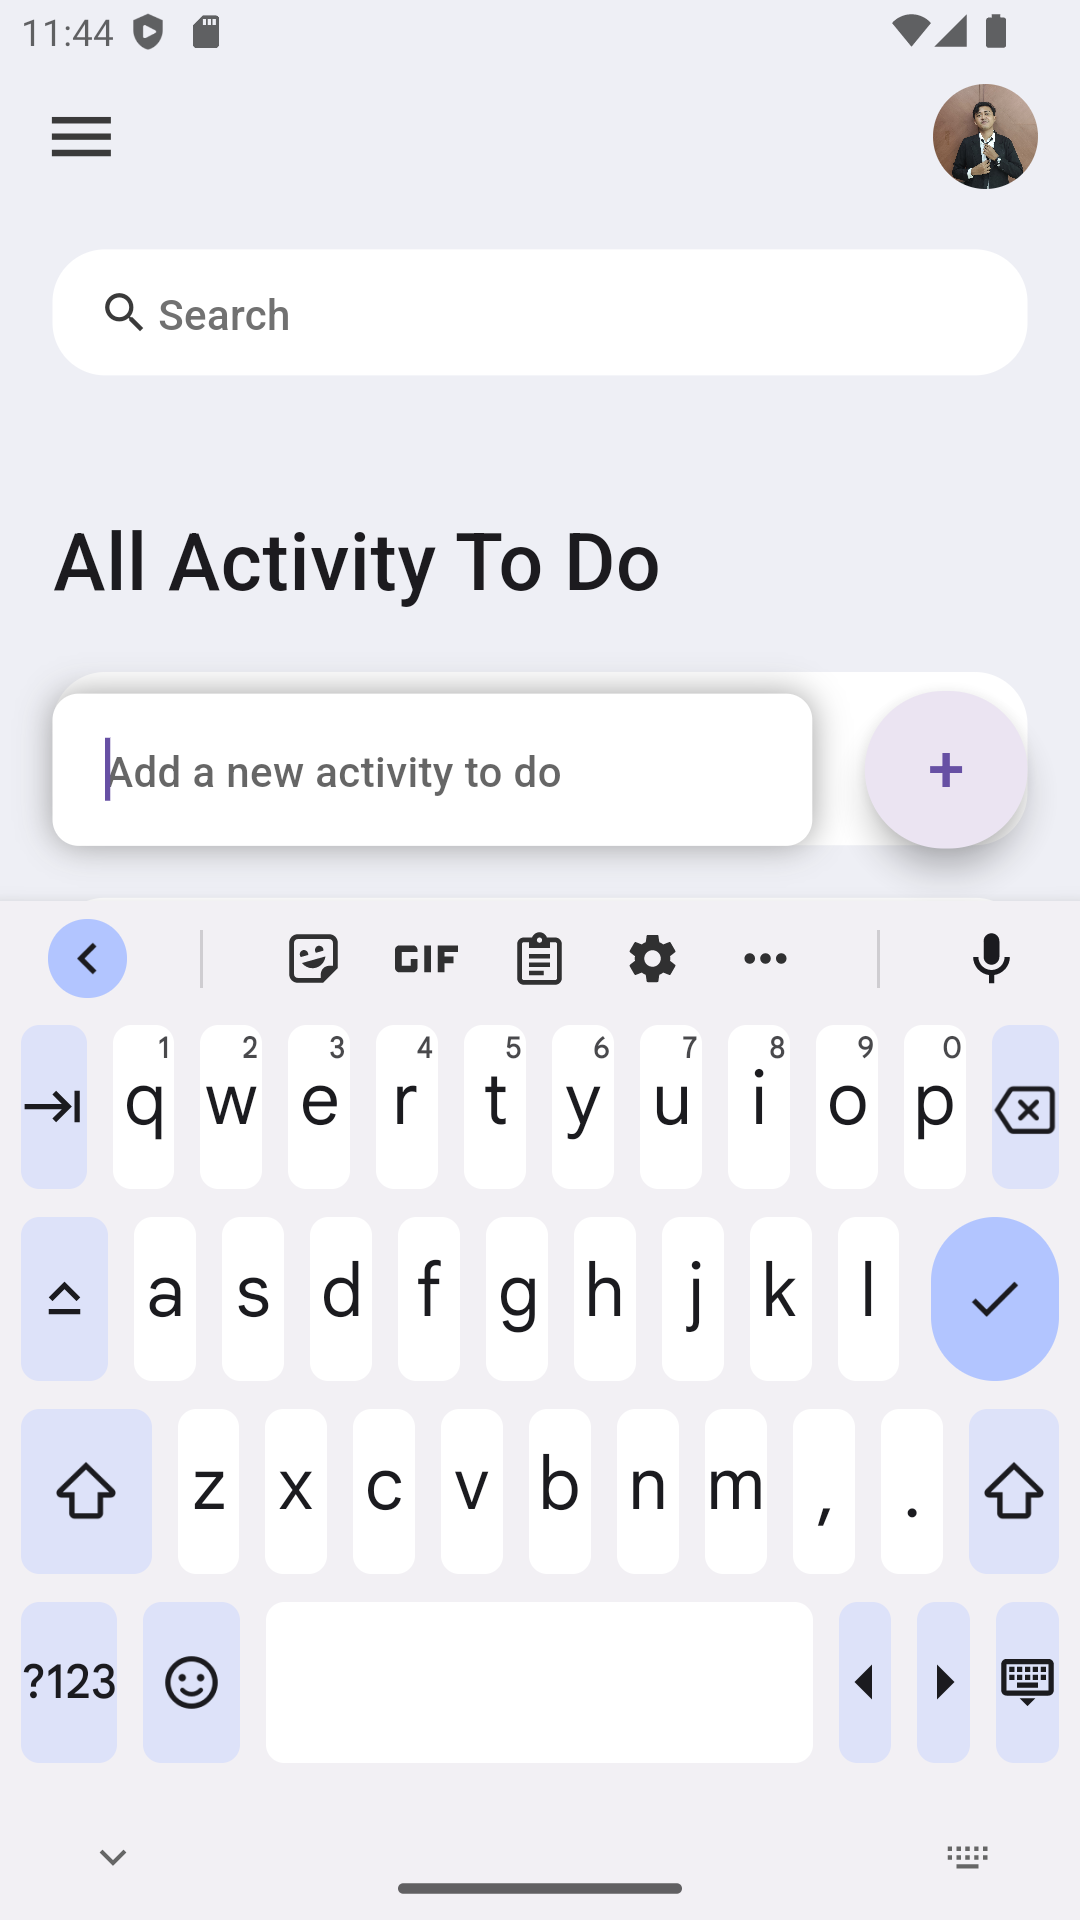 11:44
Search
All Activity To Do
Add a new activity to do
+
GIF
1 2 3 4 5 6 7 8 9 0
q w e r t y u i o p
a s d f g h j k l
z x c v b n m , .
?123